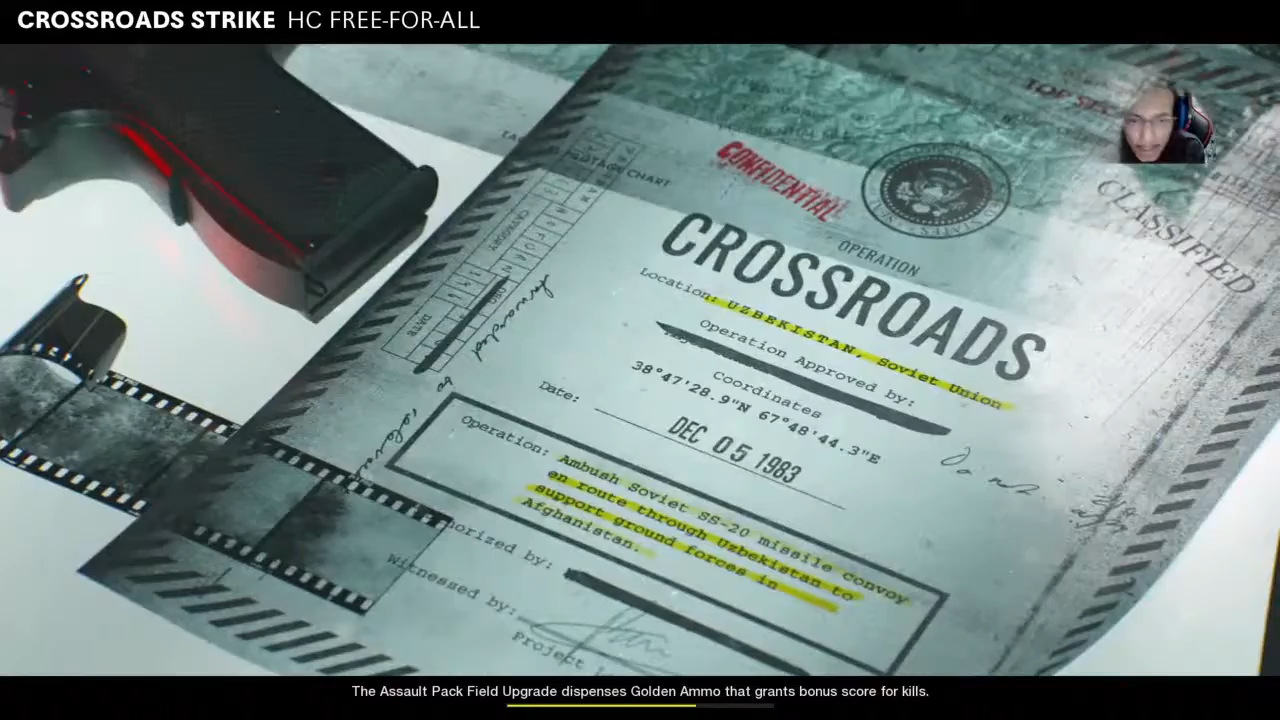 CROSSROADS STRIKE HC FREE-FOR-ALL
CONFIDENTIAL
CLASSIFIED
OPERATION
CROSSROADS
Location: UZBEKISTAN, Soviet Union
Operation Approved by:
Coordinates
38°47'28.9"N 67°48'44.3"E
Date: DEC 05 1983
Operation: Ambush Soviet SS-20 missile convoy
en route through Uzbekistan to
support ground forces in
Afghanistan.
Witnessed by:
Project
CATEGORY
DATE
The Assault Pack Field Upgrade dispenses Golden Ammo that grants bonus score for kills.